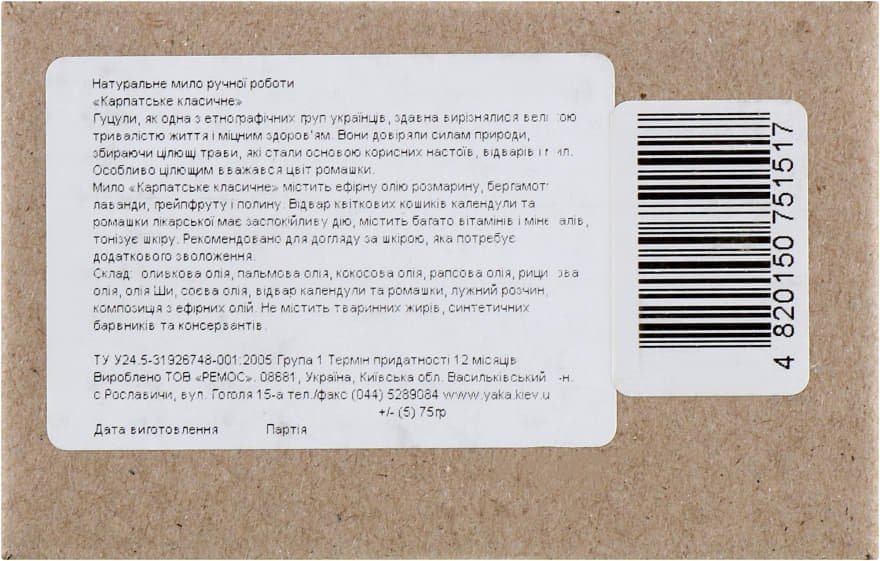 Натуральне мило ручної роботи
«Карпатське класичне»
Гуцули, як одна з етнографічних груп українців, здавна вирізнялися великою
тривалістю життя і міцним здоров'ям. Вони довіряли силам природи,
збираючи цілющі трави, які стали основою корисних настоїв, відварів і мил.
Особливо цілющим вважався цвіт ромашки.
Мило «Карпатське класичне» містить ефірну олію розмарину, бергамоту
лаванди, грейпфруту і полину. Відвар квіткових кошиків календули та
ромашки лікарської має заспокійливу дію, містить багато вітамінів і мінералів,
тонізує шкіру. Рекомендовано для догляду за шкірою, яка потребує
додаткового зволоження.
Склад: оливкова олія, пальмова олія, кокосова олія, рапсова олія, рицинова
олія, олія Ши, соєва олія, відвар календули та ромашки, лужний розчин,
композиція з ефірних олій. Не містить тваринних жирів, синтетичних
барвників та консервантів.
ТУ У24.5-31926748-001:2005 Група 1 Термін придатності 12 місяців
Вироблено ТОВ «РЕМОС». 08681, Україна, Київська обл. Васильківський -н.
с Рославичи, вул. Гоголя 15-а тел./факс (044) 5289084 www.yaka.kiev.u
+/- (5) 75гр
Дата виготовлення Партія
4 820150 751517